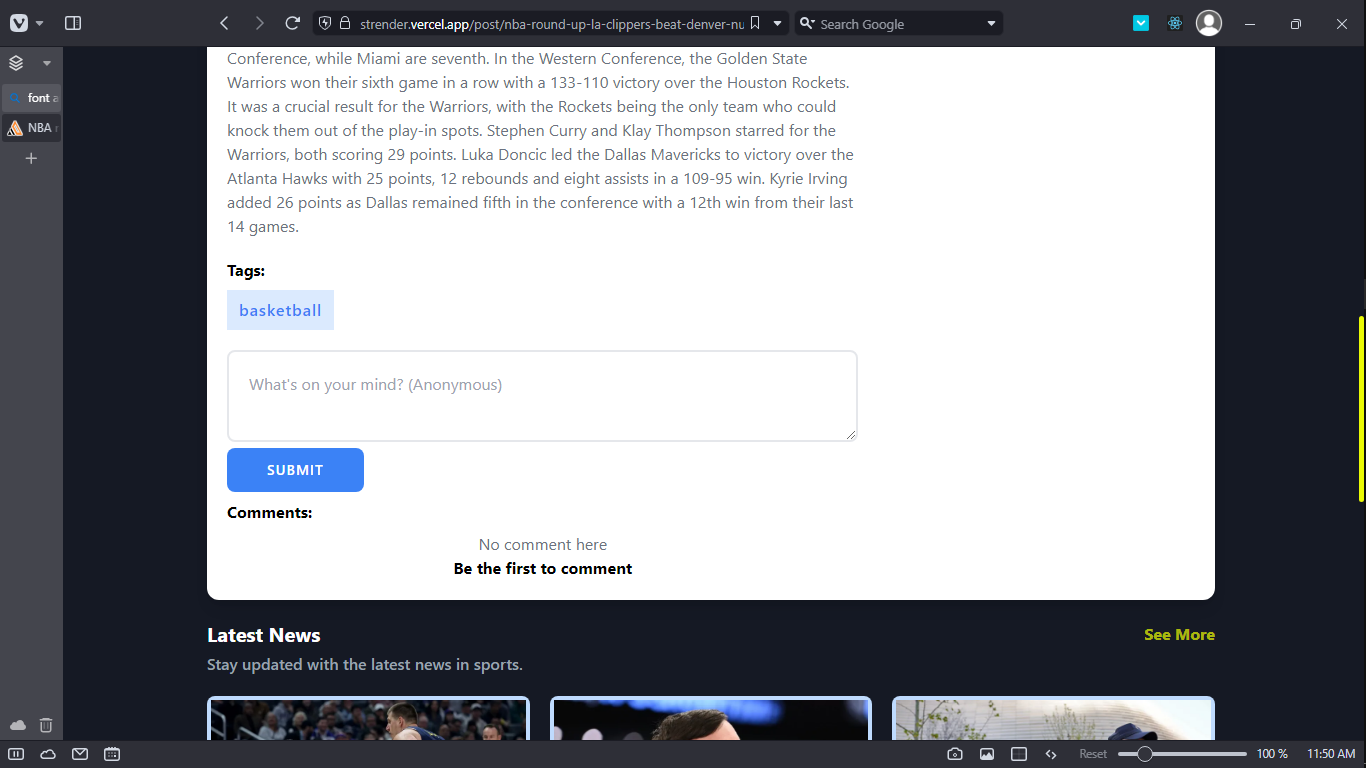 strender.vercel.app/post/nba-round-up-la-clippers-beat-denver-nu
Search Google
font a
NBA r
Conference, while Miami are seventh. In the Western Conference, the Golden State
Warriors won their sixth game in a row with a 133-110 victory over the Houston Rockets.
It was a crucial result for the Warriors, with the Rockets being the only team who could
knock them out of the play-in spots. Stephen Curry and Klay Thompson starred for the
Warriors, both scoring 29 points. Luka Doncic led the Dallas Mavericks to victory over the
Atlanta Hawks with 25 points, 12 rebounds and eight assists in a 109-95 win. Kyrie Irving
added 26 points as Dallas remained fifth in the conference with a 12th win from their last
14 games.
Tags:
basketball
What's on your mind? (Anonymous)
SUBMIT
Comments:
No comment here
Be the first to comment
Latest News
See More
Stay updated with the latest news in sports.
Reset
100 %
11:50 AM